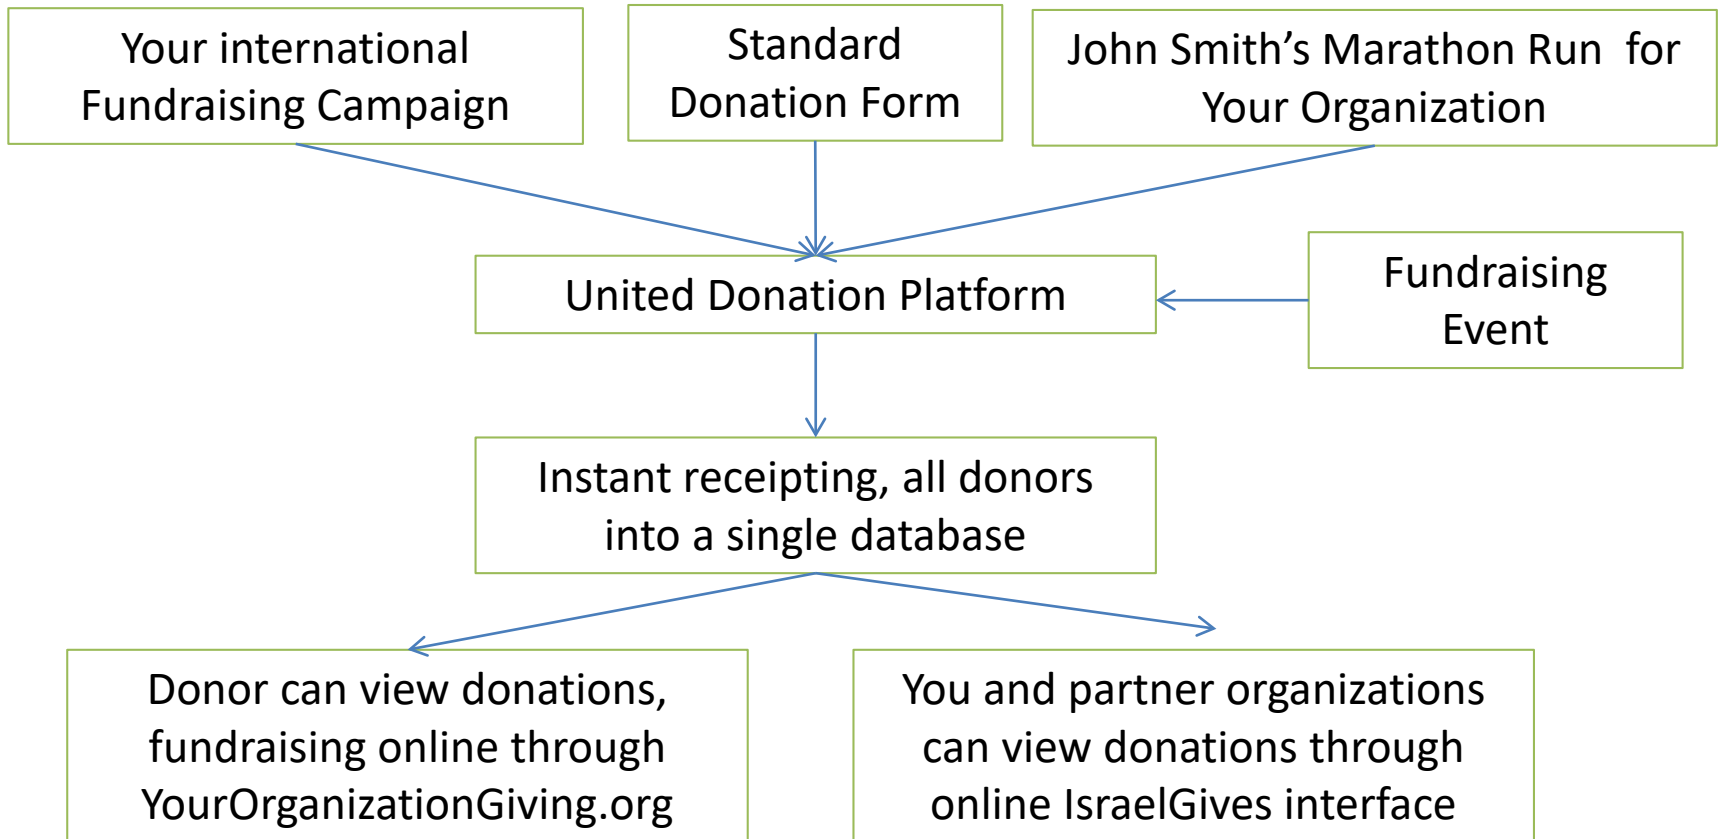 Your international
Fundraising Campaign
Standard
Donation Form
John Smith’s Marathon Run  for
Your Organization
United Donation Platform
Fundraising
Event
Instant receipting, all donors
into a single database
Donor can view donations,
fundraising online through
YourOrganizationGiving.org
You and partner organizations
can view donations through
online IsraelGives interface